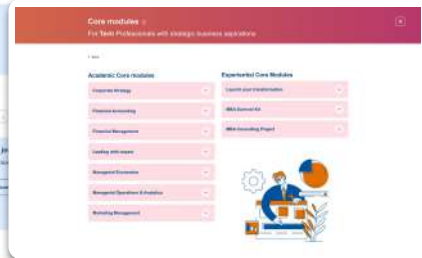 Core modules
For Tech Professionals with strategic business aspirations
Academic Core modules
Corporate Strategy
Financial Accounting
Financial Management
Leading with impact
Managerial Economics
Managerial Operations & Analytics
Marketing Management
Experiential Core Modules
Launch your transformation
MBA Survival Kit
MBA Consulting Project